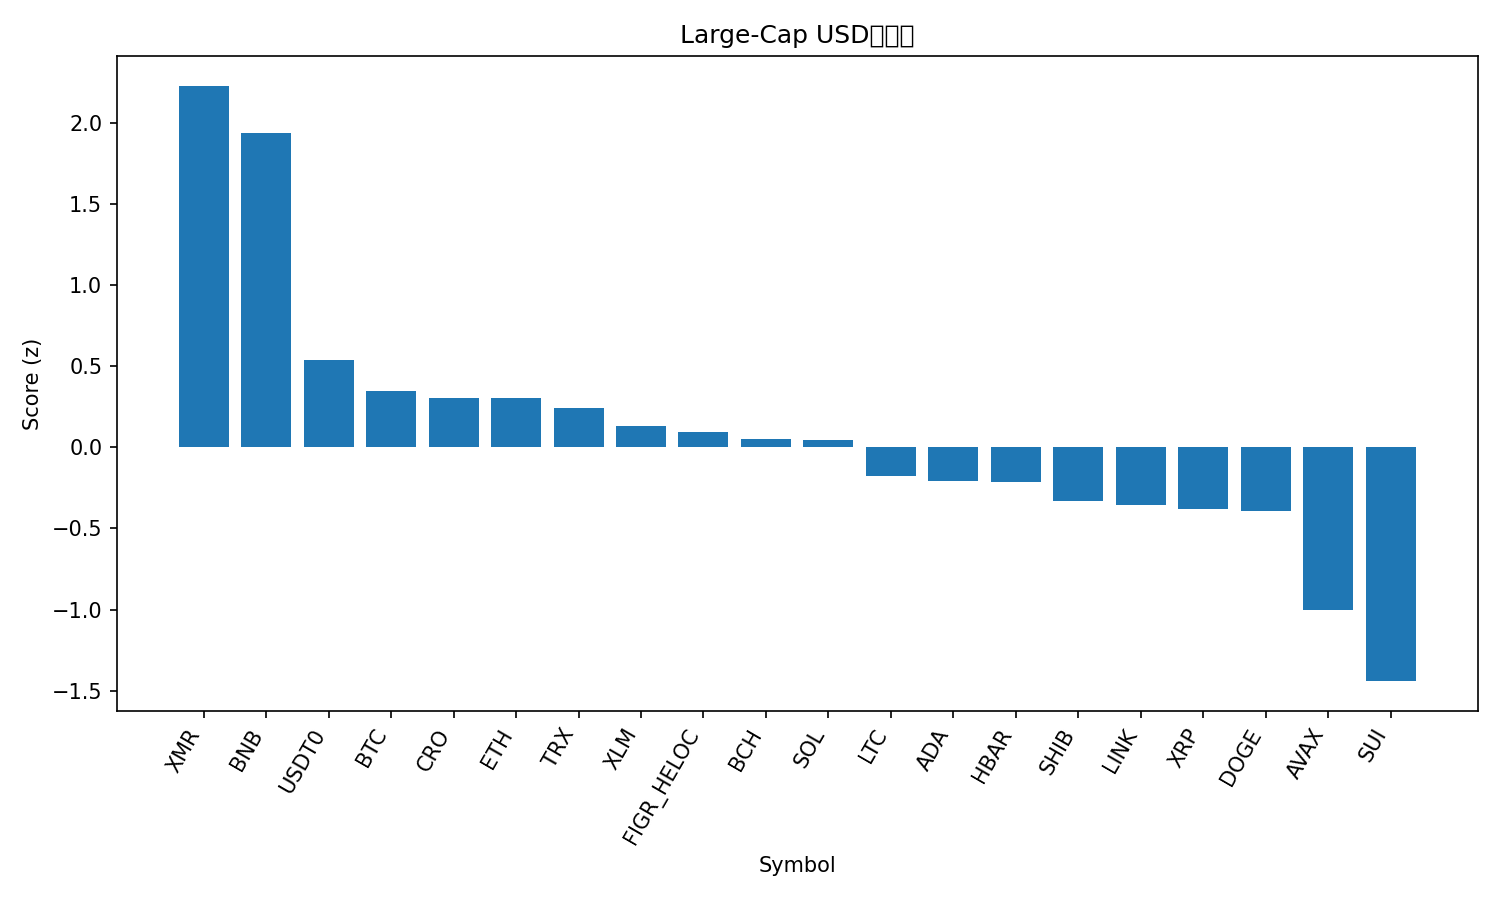 Large-Cap USD
Score (z)
2.0
1.5
1.0
0.5
0.0
−0.5
−1.0
−1.5
XMR
BNB
USDT0
BTC
CRO
ETH
TRX
XLM
FIGR_HELOC
BCH
SOL
LTC
ADA
HBAR
SHIB
LINK
XRP
DOGE
AVAX
SUI
Symbol